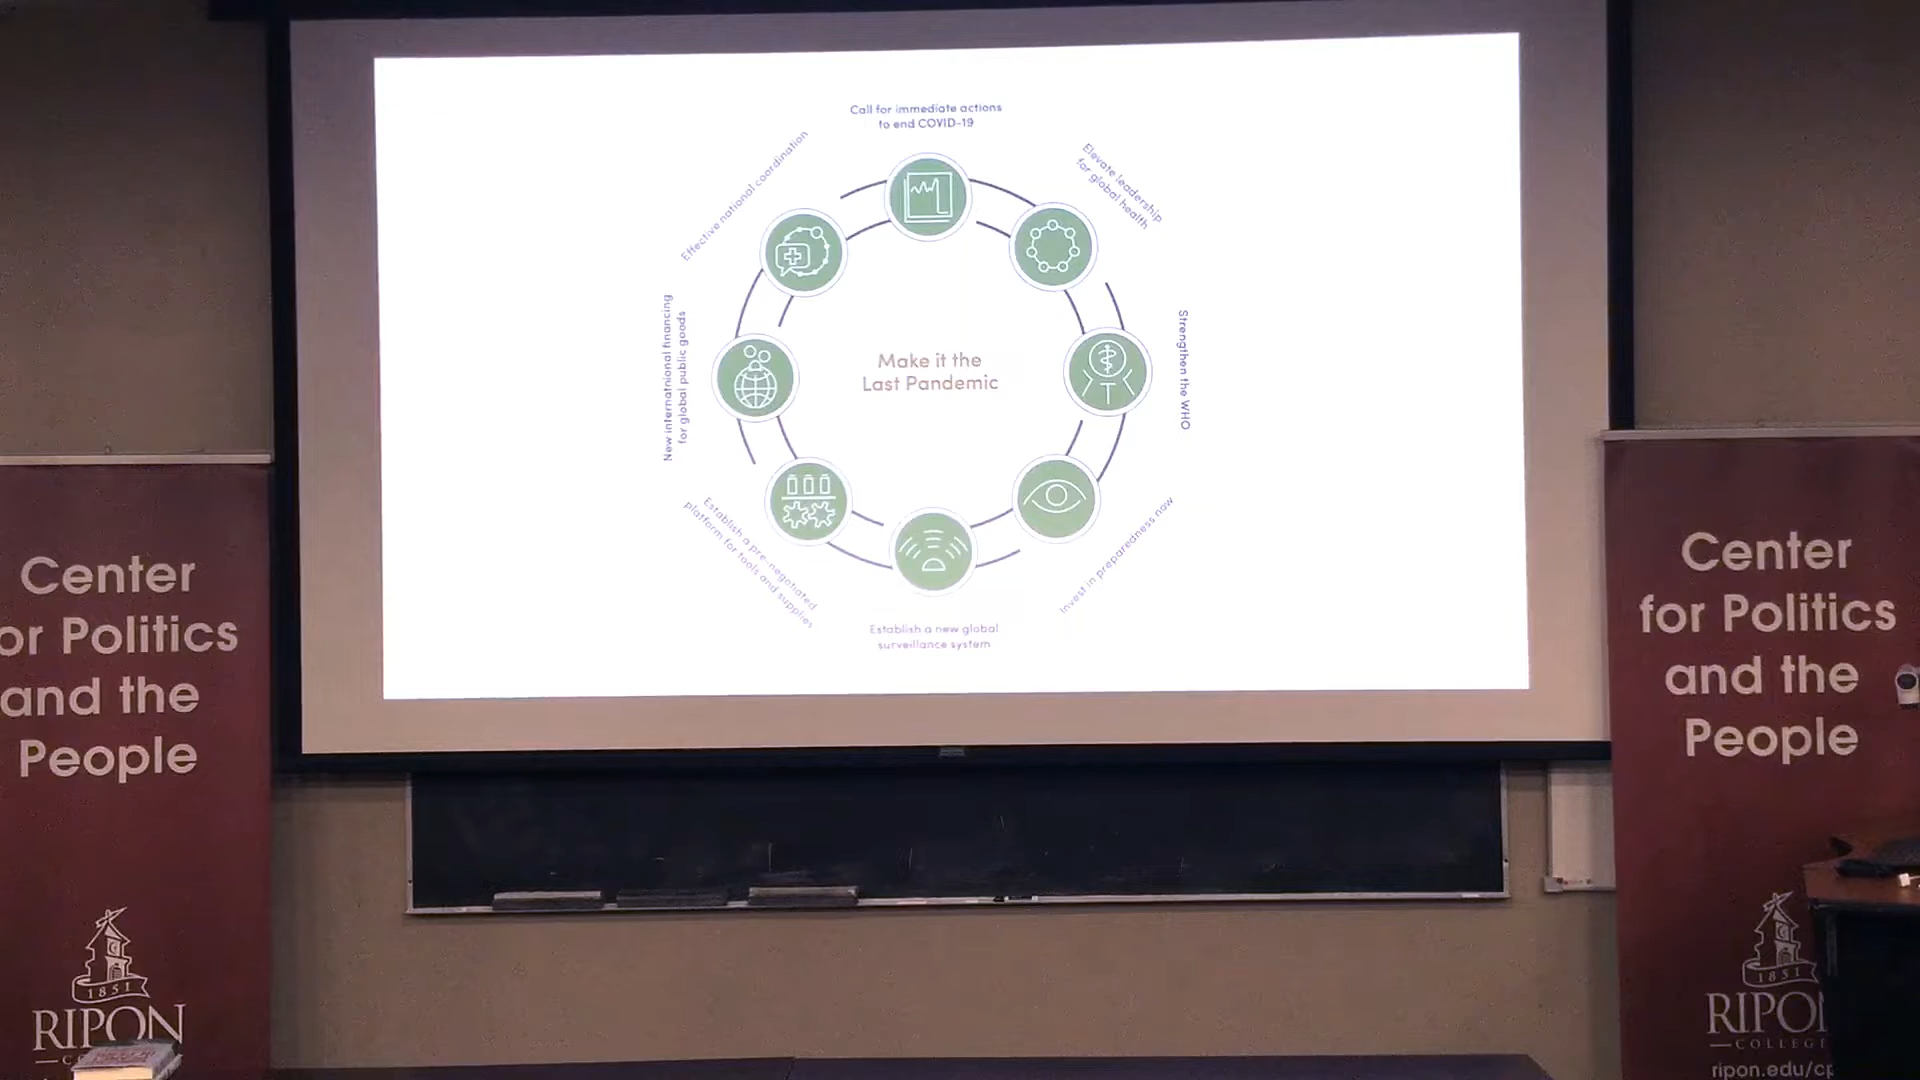 Call for immediate actions
to end COVID-19
Elevate leadership
for global health
Strengthen the WHO
Invest in preparedness now
Establish a new global
surveillance system
Establish a pre-negotiated
platform for tools and supplies
New internatnional financing
for global public goods
Effective national coordination
Make it the
Last Pandemic
Center
or Politics
and the
People
1851
RIPON
Center
for Politics
and the
People
1851
RIPON
COLLEGE
ripon.edu/cp